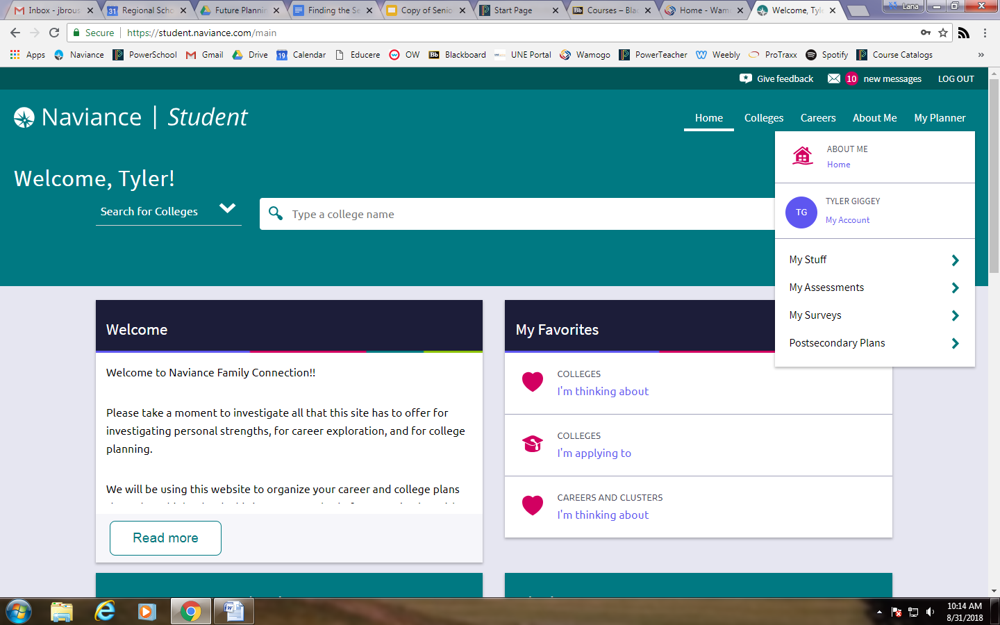 Inbox - jbrous
Regional Scho
Future Plannin
Finding the Se
Copy of Senio
Start Page
Courses – Blac
Home - Wam
Welcome, Tyle
Lana
Secure
https://student.naviance.com/main
Apps
Naviance
PowerSchool
Gmail
Drive
Calendar
Educere
OW
Bb
Blackboard
UNE Portal
Wamogo
PowerTeacher
Weebly
ProTraxx
Spotify
Course Catalogs
»
Give feedback
10 new messages
LOG OUT
Naviance | Student
Home
Colleges
Careers
About Me
My Planner
ABOUT ME
Home
TG
TYLER GIGGEY
My Account
My Stuff
My Assessments
My Surveys
Postsecondary Plans
Welcome, Tyler!
Search for Colleges
Type a college name
Welcome
Welcome to Naviance Family Connection!!
Please take a moment to investigate all that this site has to offer for
investigating personal strengths, for career exploration, and for college
planning.
We will be using this website to organize your career and college plans
Read more
My Favorites
COLLEGES
I'm thinking about
COLLEGES
I'm applying to
CAREERS AND CLUSTERS
I'm thinking about
10:14 AM
8/31/2018